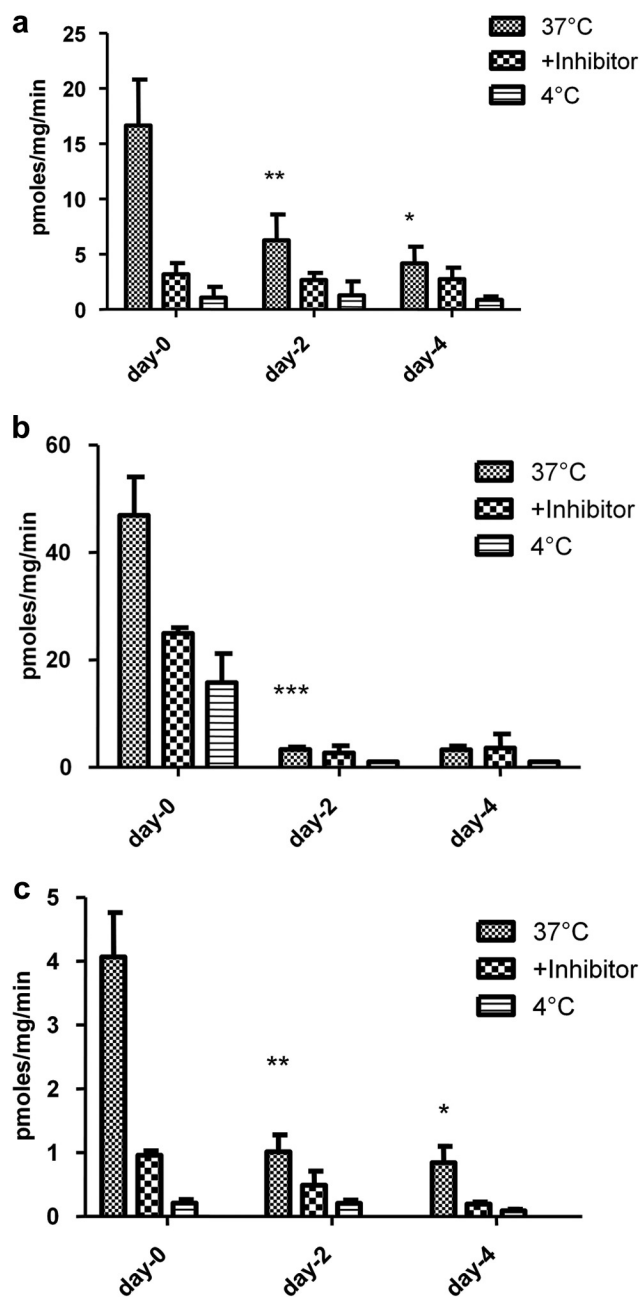 a
25
20
15
10
5
0
pmoles/mg/min
37°C
+Inhibitor
4°C
**
*
day-0
day-2
day-4
b
60
40
20
0
pmoles/mg/min
37°C
+Inhibitor
4°C
***
day-0
day-2
day-4
c
5
4
3
2
1
0
pmoles/mg/min
37°C
+Inhibitor
4°C
**
*
day-0
day-2
day-4